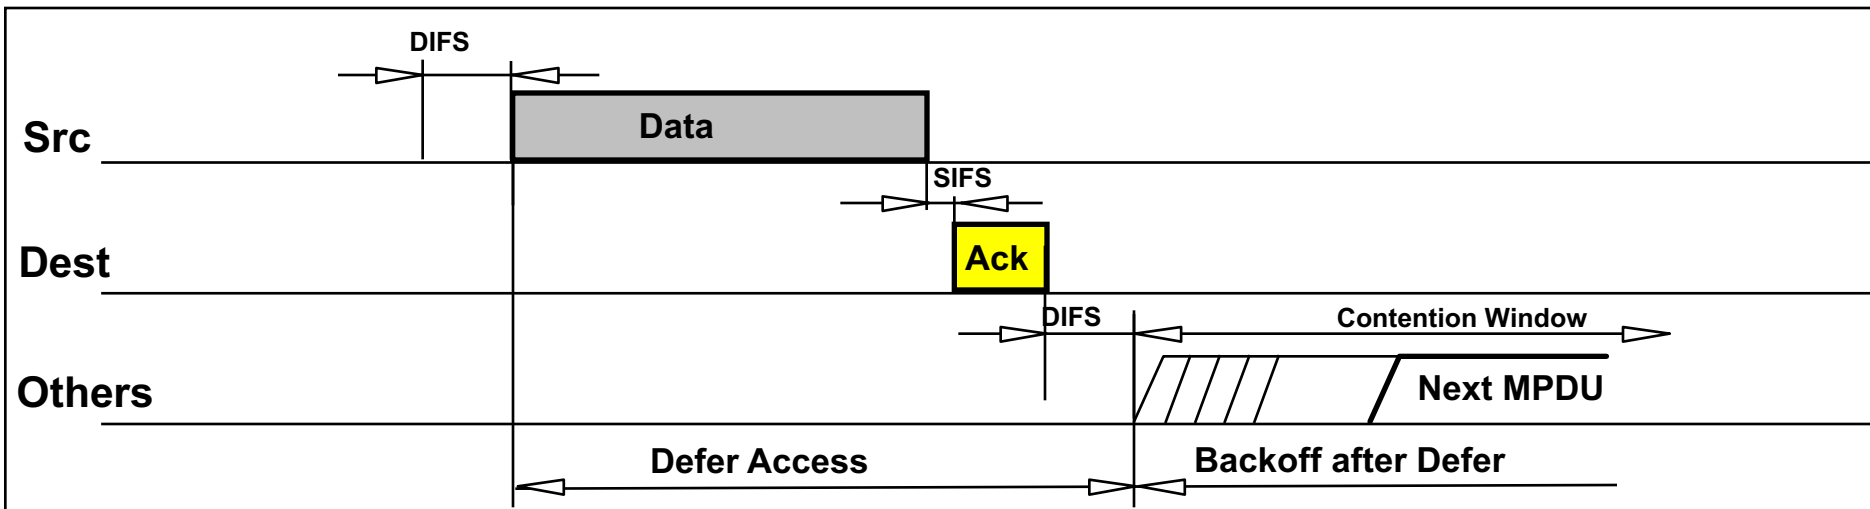 DIFS
Src
Data
SIFS
Dest
Ack
DIFS
Contention Window
Others
Next MPDU
Defer Access
Backoff after Defer